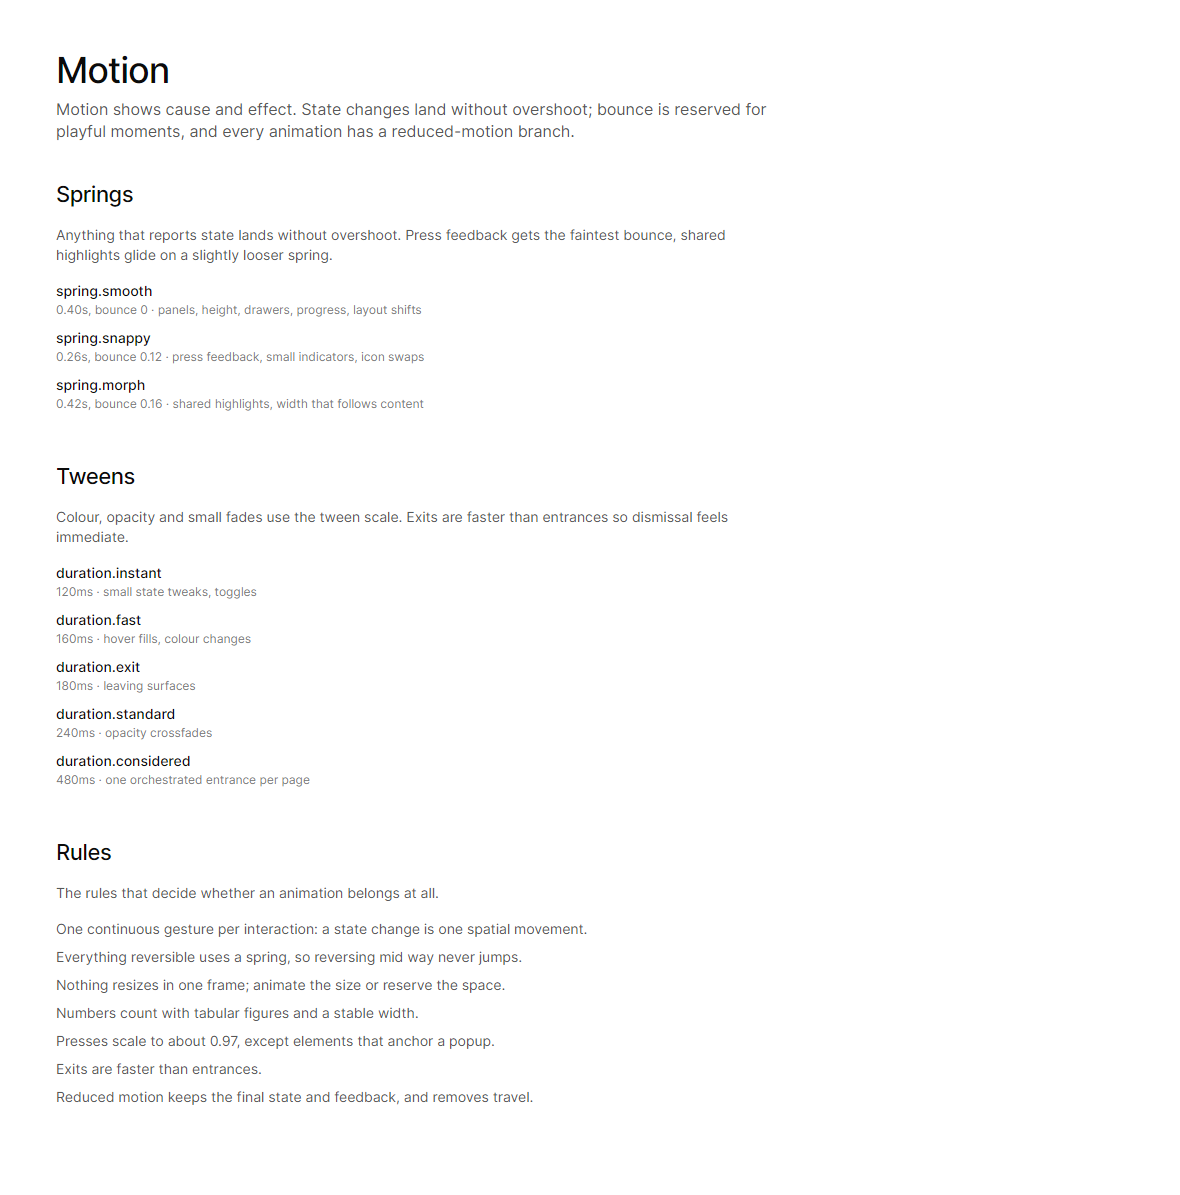 Motion
Motion shows cause and effect. State changes land without overshoot; bounce is reserved for
playful moments, and every animation has a reduced-motion branch.
Springs
Anything that reports state lands without overshoot. Press feedback gets the faintest bounce, shared
highlights glide on a slightly looser spring.
spring.smooth
0.40s, bounce 0 · panels, height, drawers, progress, layout shifts
spring.snappy
0.26s, bounce 0.12 · press feedback, small indicators, icon swaps
spring.morph
0.42s, bounce 0.16 · shared highlights, width that follows content
Tweens
Colour, opacity and small fades use the tween scale. Exits are faster than entrances so dismissal feels
immediate.
duration.instant
120ms · small state tweaks, toggles
duration.fast
160ms · hover fills, colour changes
duration.exit
180ms · leaving surfaces
duration.standard
240ms · opacity crossfades
duration.considered
480ms · one orchestrated entrance per page
Rules
The rules that decide whether an animation belongs at all.
One continuous gesture per interaction: a state change is one spatial movement.
Everything reversible uses a spring, so reversing mid way never jumps.
Nothing resizes in one frame; animate the size or reserve the space.
Numbers count with tabular figures and a stable width.
Presses scale to about 0.97, except elements that anchor a popup.
Exits are faster than entrances.
Reduced motion keeps the final state and feedback, and removes travel.